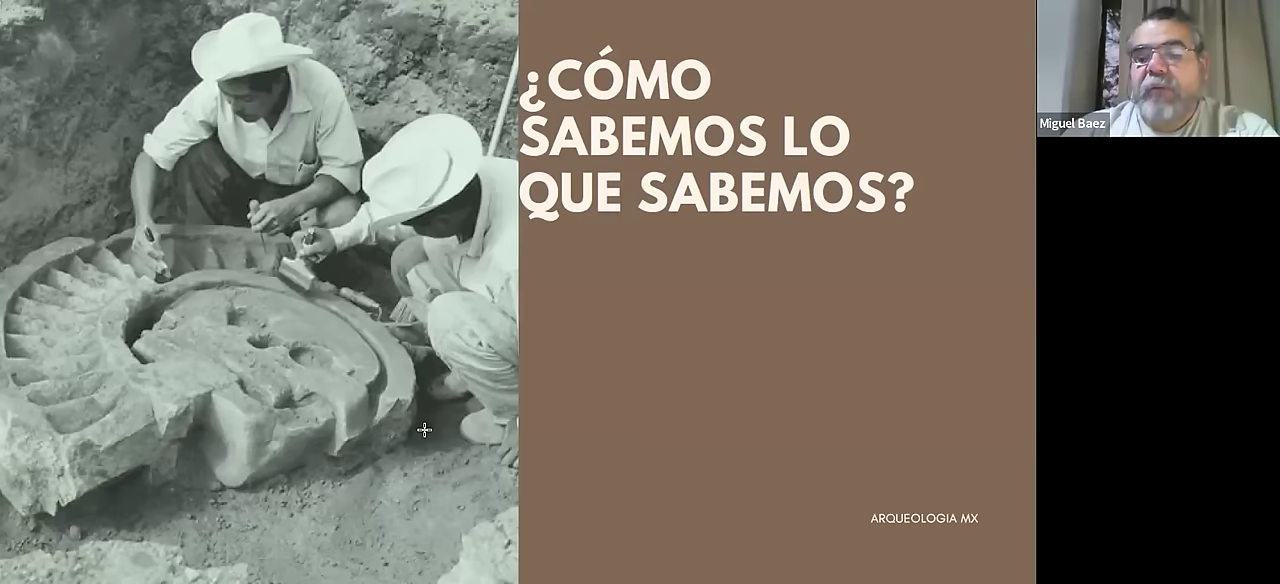 ¿CÓMO
SABEMOS LO
QUE SABEMOS?
ARQUEOLOGIA MX
Miguel Baez